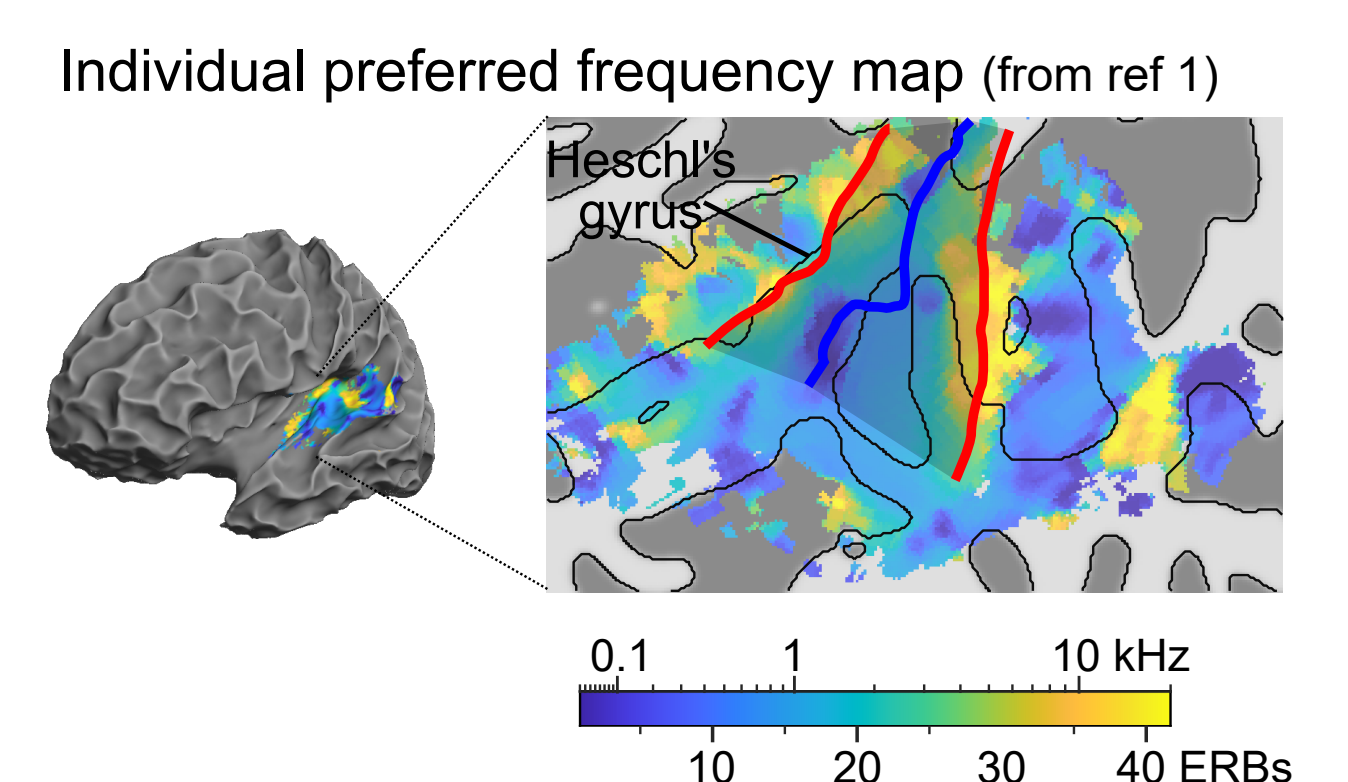 Individual preferred frequency map (from ref 1)
Heschl's
gyrus
0.1 1 10 kHz
10 20 30 40 ERBs